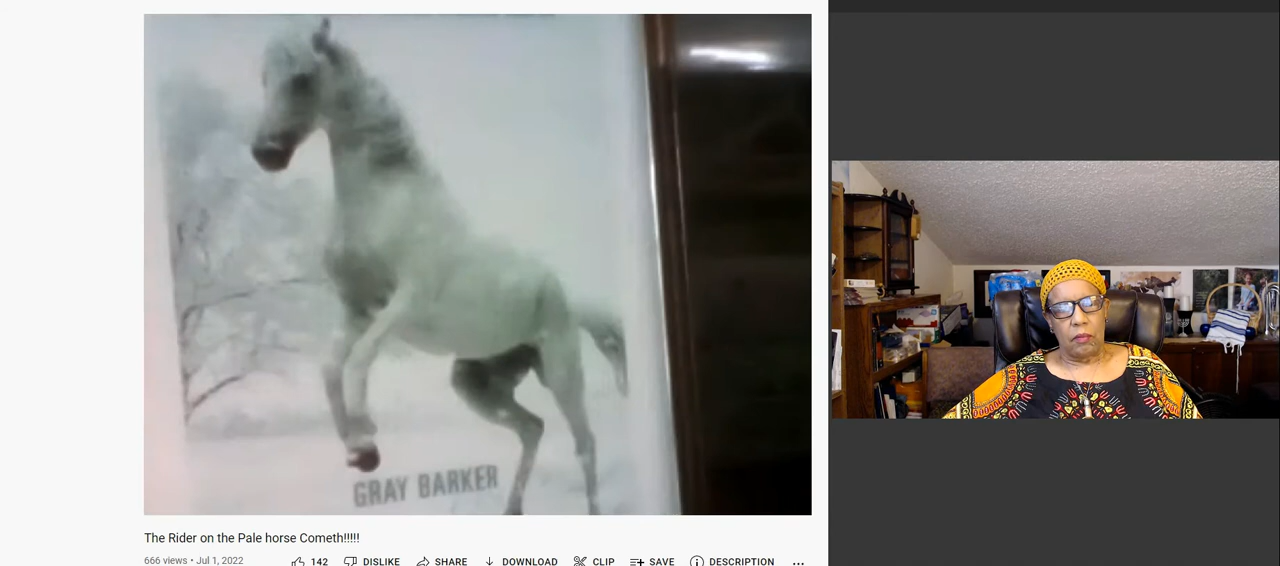 GRAY BARKER
The Rider on the Pale horse Cometh!!!!!
666 views • Jul 1, 2022
142 DISLIKE SHARE DOWNLOAD CLIP SAVE DESCRIPTION ...